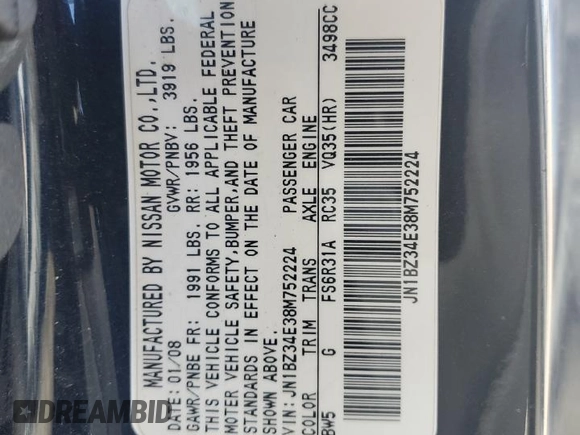 MANUFACTURED BY NISSAN MOTOR CO.,LTD.
DATE: 01/08 GVWR/PNBV: 3919 LBS.
GAWR/PNBE FR: 1991 LBS. RR: 1956 LBS.
THIS VEHICLE CONFORMS TO ALL APPLICABLE FEDERAL
MOTOR VEHICLE SAFETY,BUMPER,AND THEFT PREVENTION
STANDARDS IN EFFECT ON THE DATE OF MANUFACTURE
SHOWN ABOVE.
VIN: JN1BZ34E38M752224 PASSENGER CAR
COLOR TRIM TRANS AXLE ENGINE
BW5 G FS6R31A RC35 VQ35(HR) 3498CC
JN1BZ34E38M752224
DREAMBID
.COM